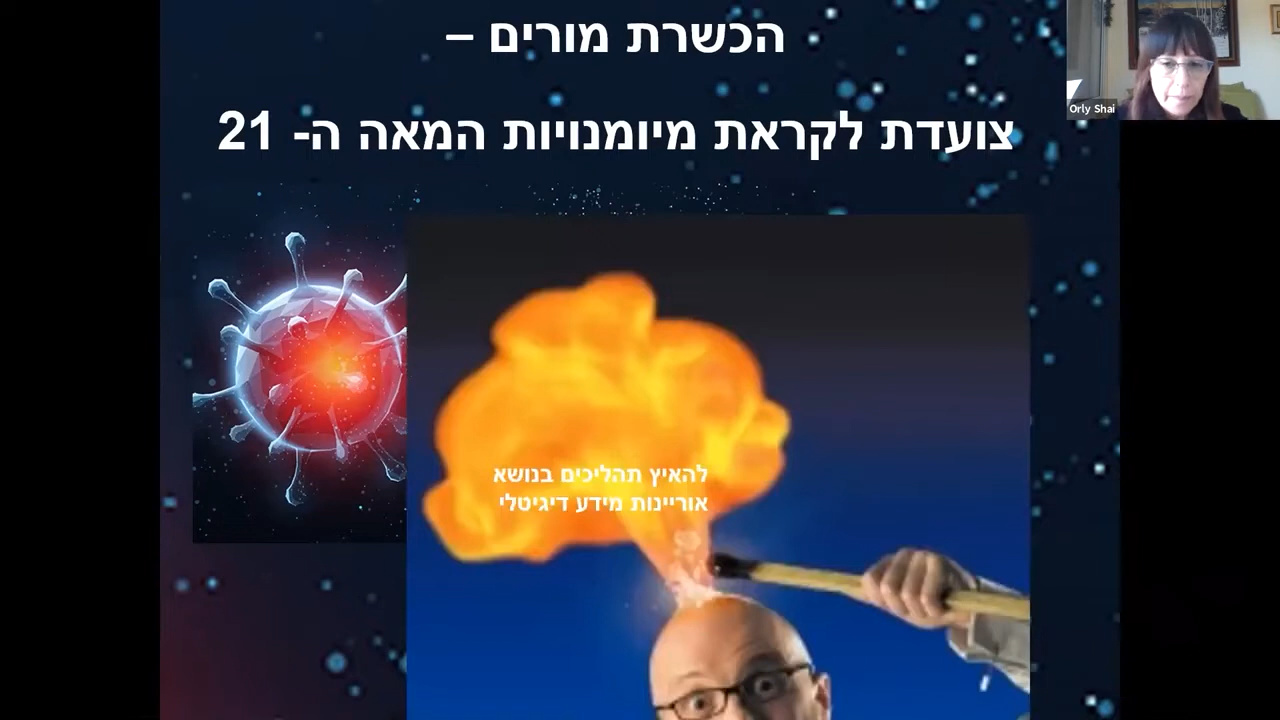 הכשרת מורים –
צועדת לקראת מיומנויות המאה ה- 21
Orly Shai
להאיץ תהליכים בנושא
אוריינות מידע דיגיטלי